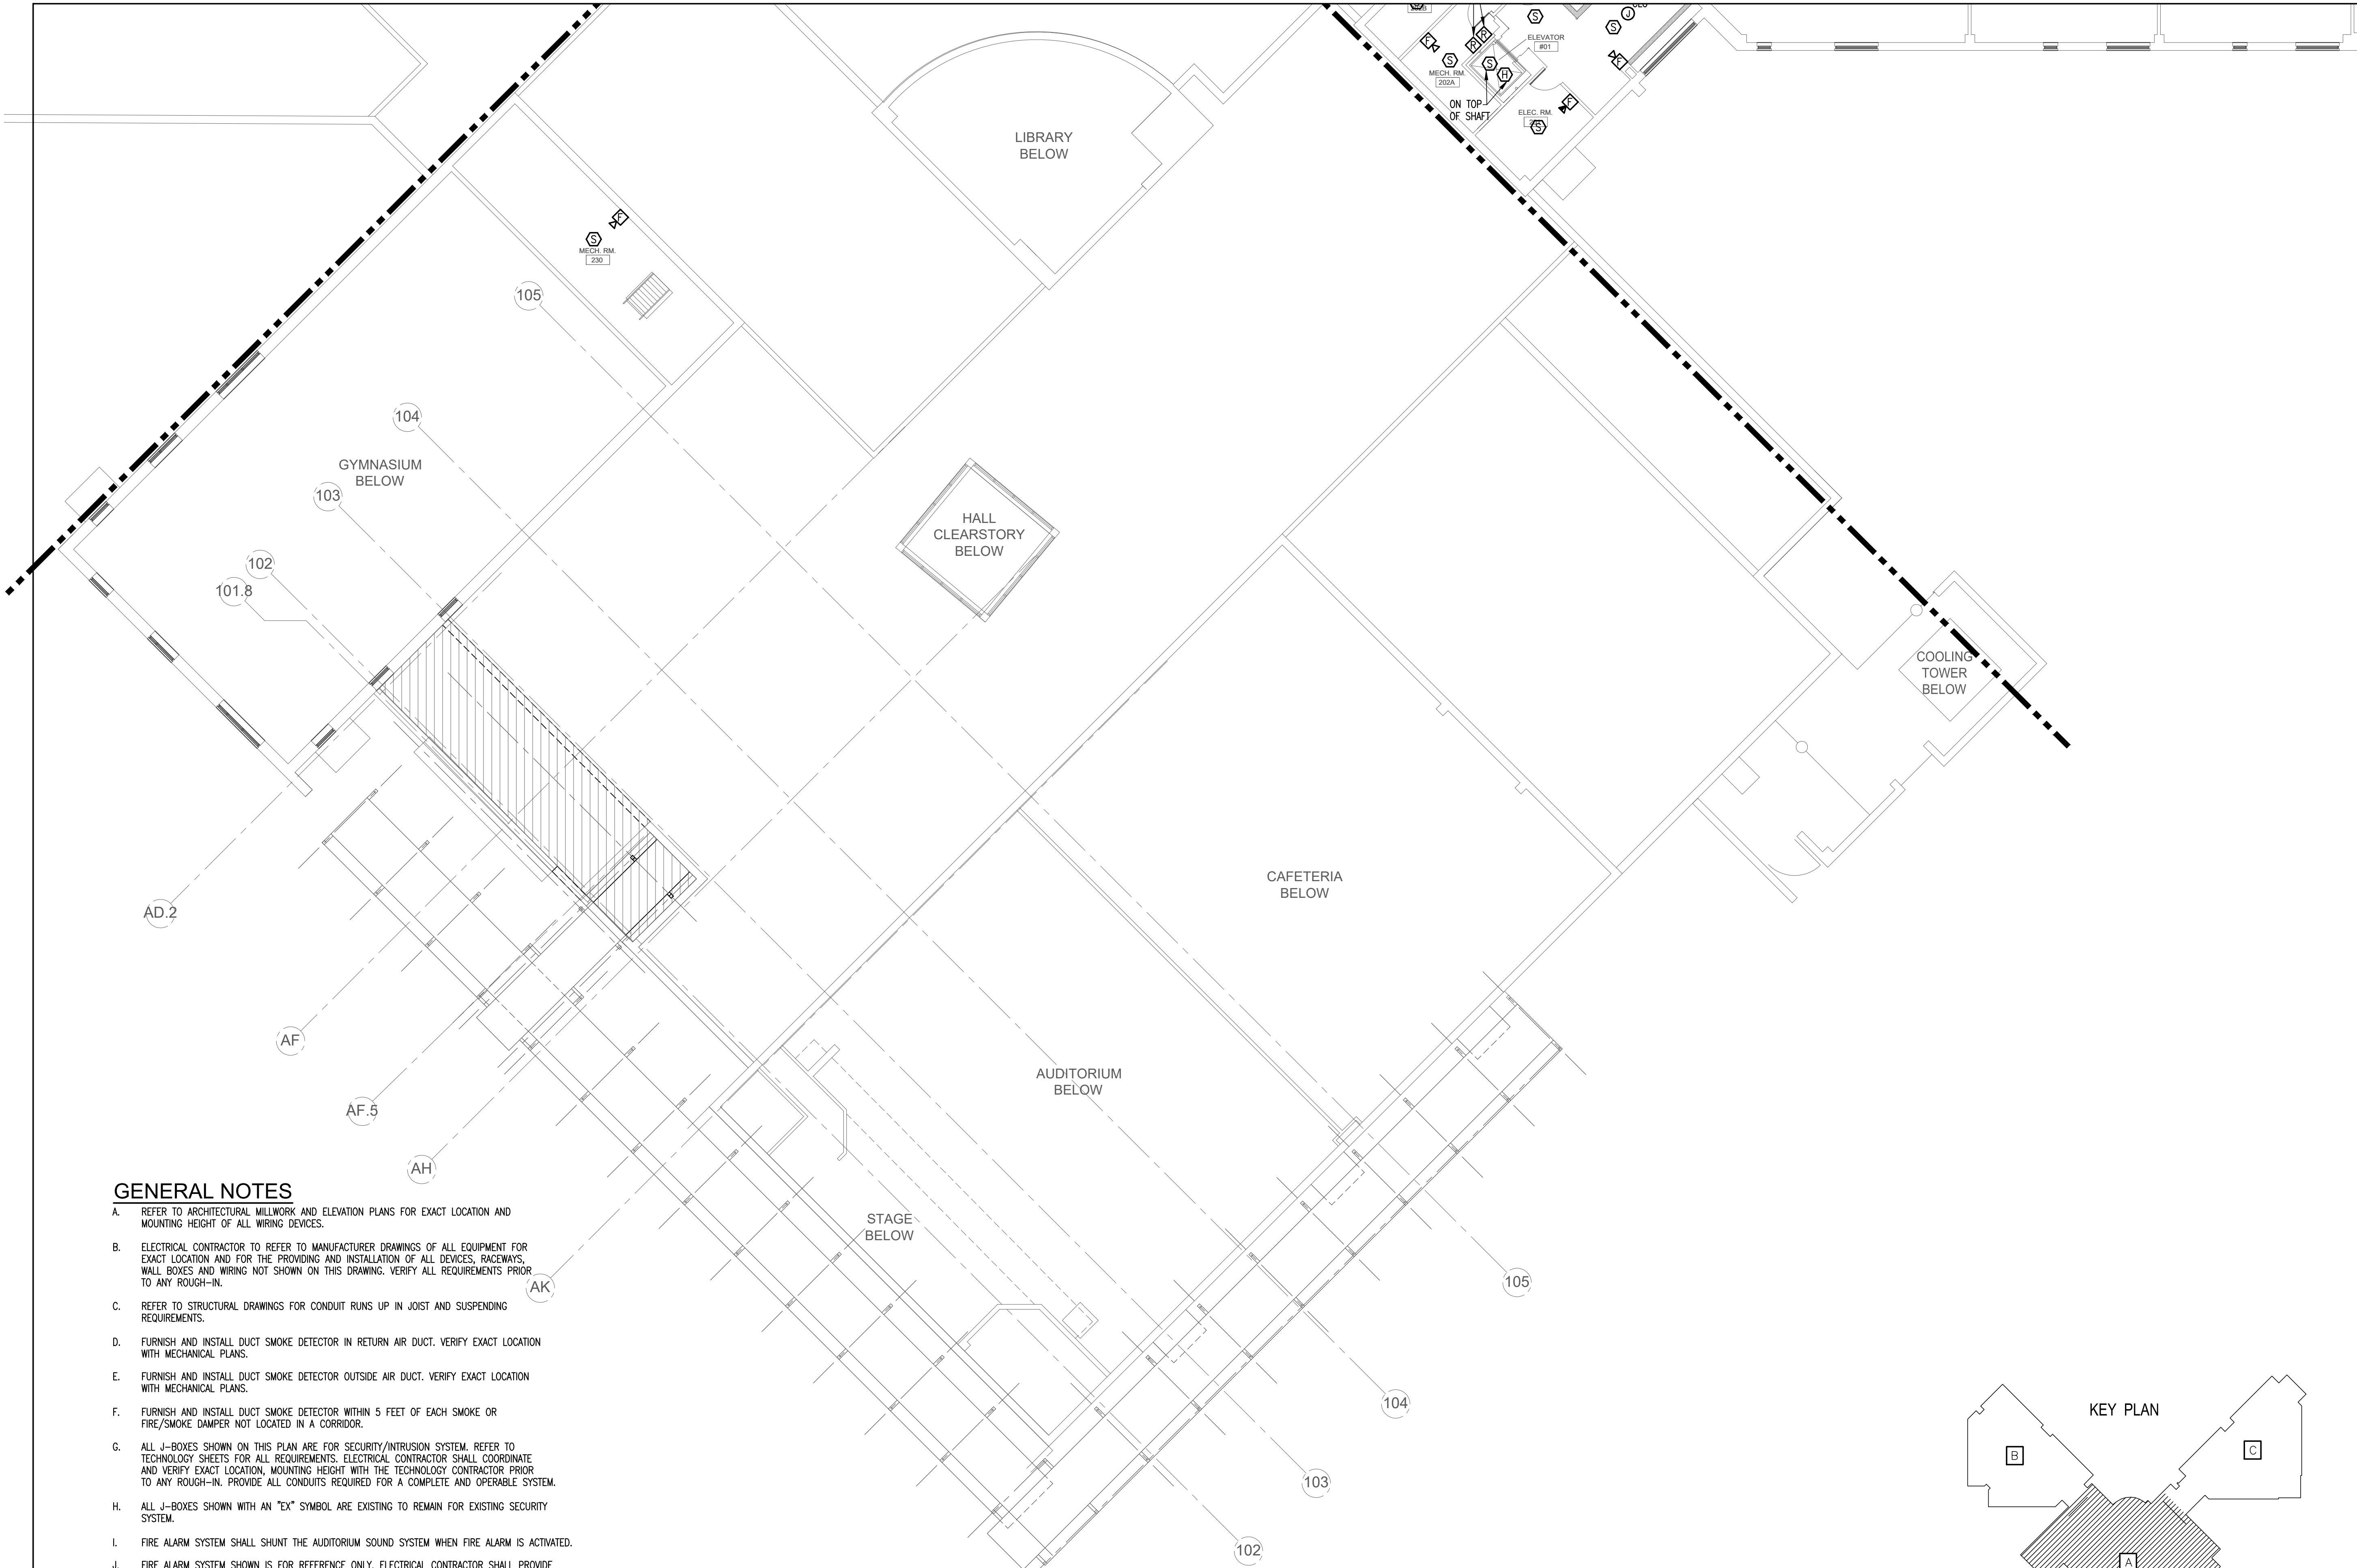 S
J
S
ELEVATOR
#01
F
R
R
S
S
H
F
MECH. RM.
202A
ON TOP
OF SHAFT
F
ELEC. RM.
S
LIBRARY
BELOW
F
S
MECH. RM.
230
105
104
GYMNASIUM
BELOW
103
HALL
CLEARSTORY
BELOW
102
101.8
COOLING
TOWER
BELOW
CAFETERIA
BELOW
AD.2
AF
AUDITORIUM
BELOW
AF.5
AH
STAGE
BELOW
AK
105
104
103
102
GENERAL NOTES
A. REFER TO ARCHITECTURAL MILLWORK AND ELEVATION PLANS FOR EXACT LOCATION AND
MOUNTING HEIGHT OF ALL WIRING DEVICES.
B. ELECTRICAL CONTRACTOR TO REFER TO MANUFACTURER DRAWINGS OF ALL EQUIPMENT FOR
EXACT LOCATION AND FOR THE PROVIDING AND INSTALLATION OF ALL DEVICES, RACEWAYS,
WALL BOXES AND WIRING NOT SHOWN ON THIS DRAWING. VERIFY ALL REQUIREMENTS PRIOR
TO ANY ROUGH-IN.
C. REFER TO STRUCTURAL DRAWINGS FOR CONDUIT RUNS UP IN JOIST AND SUSPENDING
REQUIREMENTS.
D. FURNISH AND INSTALL DUCT SMOKE DETECTOR IN RETURN AIR DUCT. VERIFY EXACT LOCATION
WITH MECHANICAL PLANS.
E. FURNISH AND INSTALL DUCT SMOKE DETECTOR OUTSIDE AIR DUCT. VERIFY EXACT LOCATION
WITH MECHANICAL PLANS.
F. FURNISH AND INSTALL DUCT SMOKE DETECTOR WITHIN 5 FEET OF EACH SMOKE OR
FIRE/SMOKE DAMPER NOT LOCATED IN A CORRIDOR.
G. ALL J-BOXES SHOWN ON THIS PLAN ARE FOR SECURITY/INTRUSION SYSTEM. REFER TO
TECHNOLOGY SHEETS FOR ALL REQUIREMENTS. ELECTRICAL CONTRACTOR SHALL COORDINATE
AND VERIFY EXACT LOCATION, MOUNTING HEIGHT WITH THE TECHNOLOGY CONTRACTOR PRIOR
TO ANY ROUGH-IN. PROVIDE ALL CONDUITS REQUIRED FOR A COMPLETE AND OPERABLE SYSTEM.
H. ALL J-BOXES SHOWN WITH AN "EX" SYMBOL ARE EXISTING TO REMAIN FOR EXISTING SECURITY
SYSTEM.
I. FIRE ALARM SYSTEM SHALL SHUNT THE AUDITORIUM SOUND SYSTEM WHEN FIRE ALARM IS ACTIVATED.
J. FIRE ALARM SYSTEM SHOWN IS FOR REFERENCE ONLY. ELECTRICAL CONTRACTOR SHALL PROVIDE
KEY PLAN
B
C
A